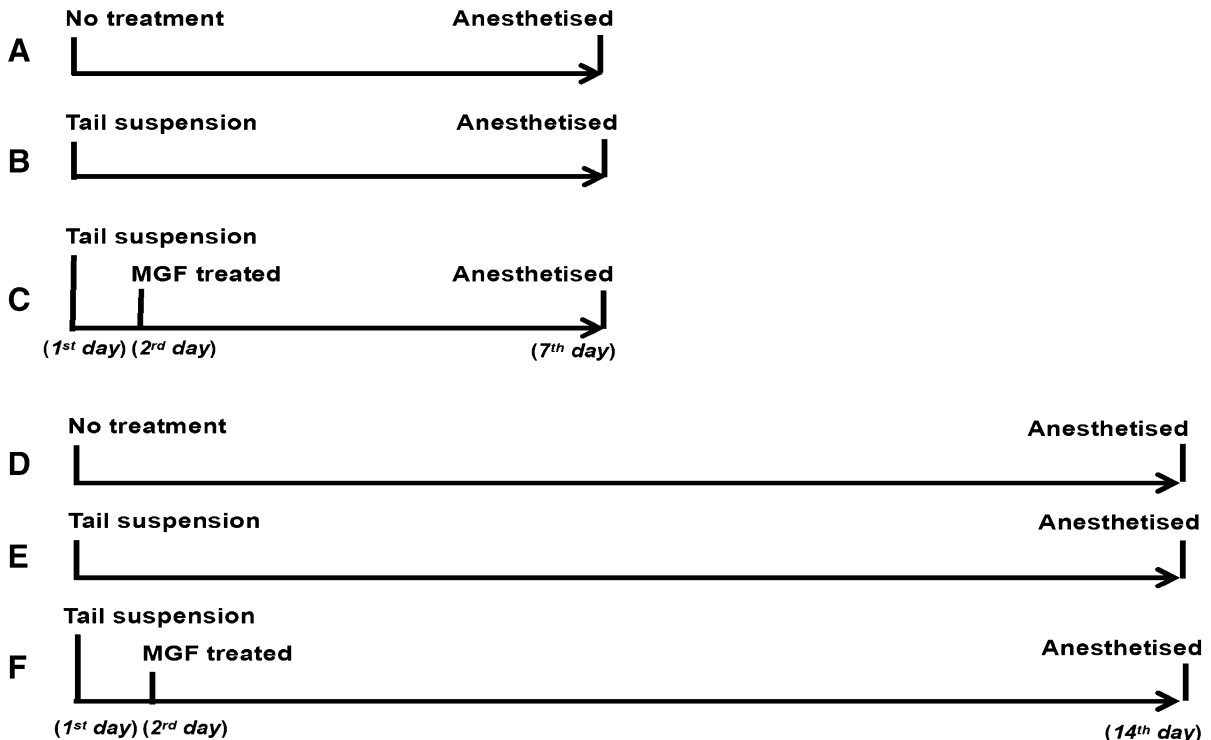 No treatment Anesthetised
A
Tail suspension Anesthetised
B
Tail suspension
MGF treated Anesthetised
C
(1st day) (2rd day) (7th day)
No treatment Anesthetised
D
Tail suspension Anesthetised
E
Tail suspension
MGF treated Anesthetised
F
(1st day) (2rd day) (14th day)